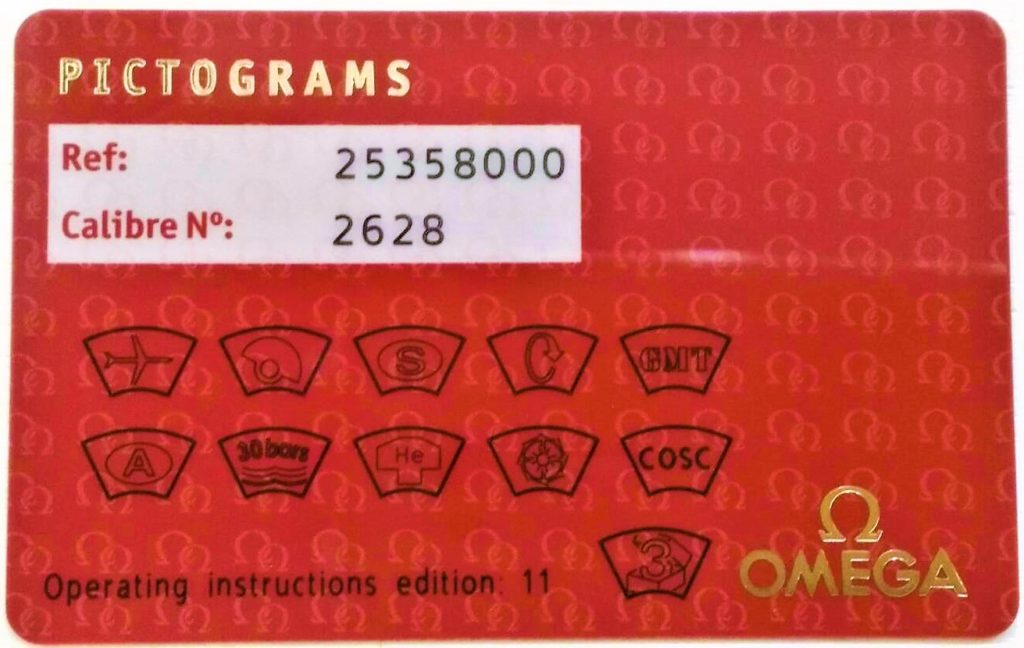 PICTOGRAMS
Ref: 25358000
Calibre Nº: 2628
S GMT
A 30 bars He COSC
3
Operating instructions edition: 11
Ω
OMEGA